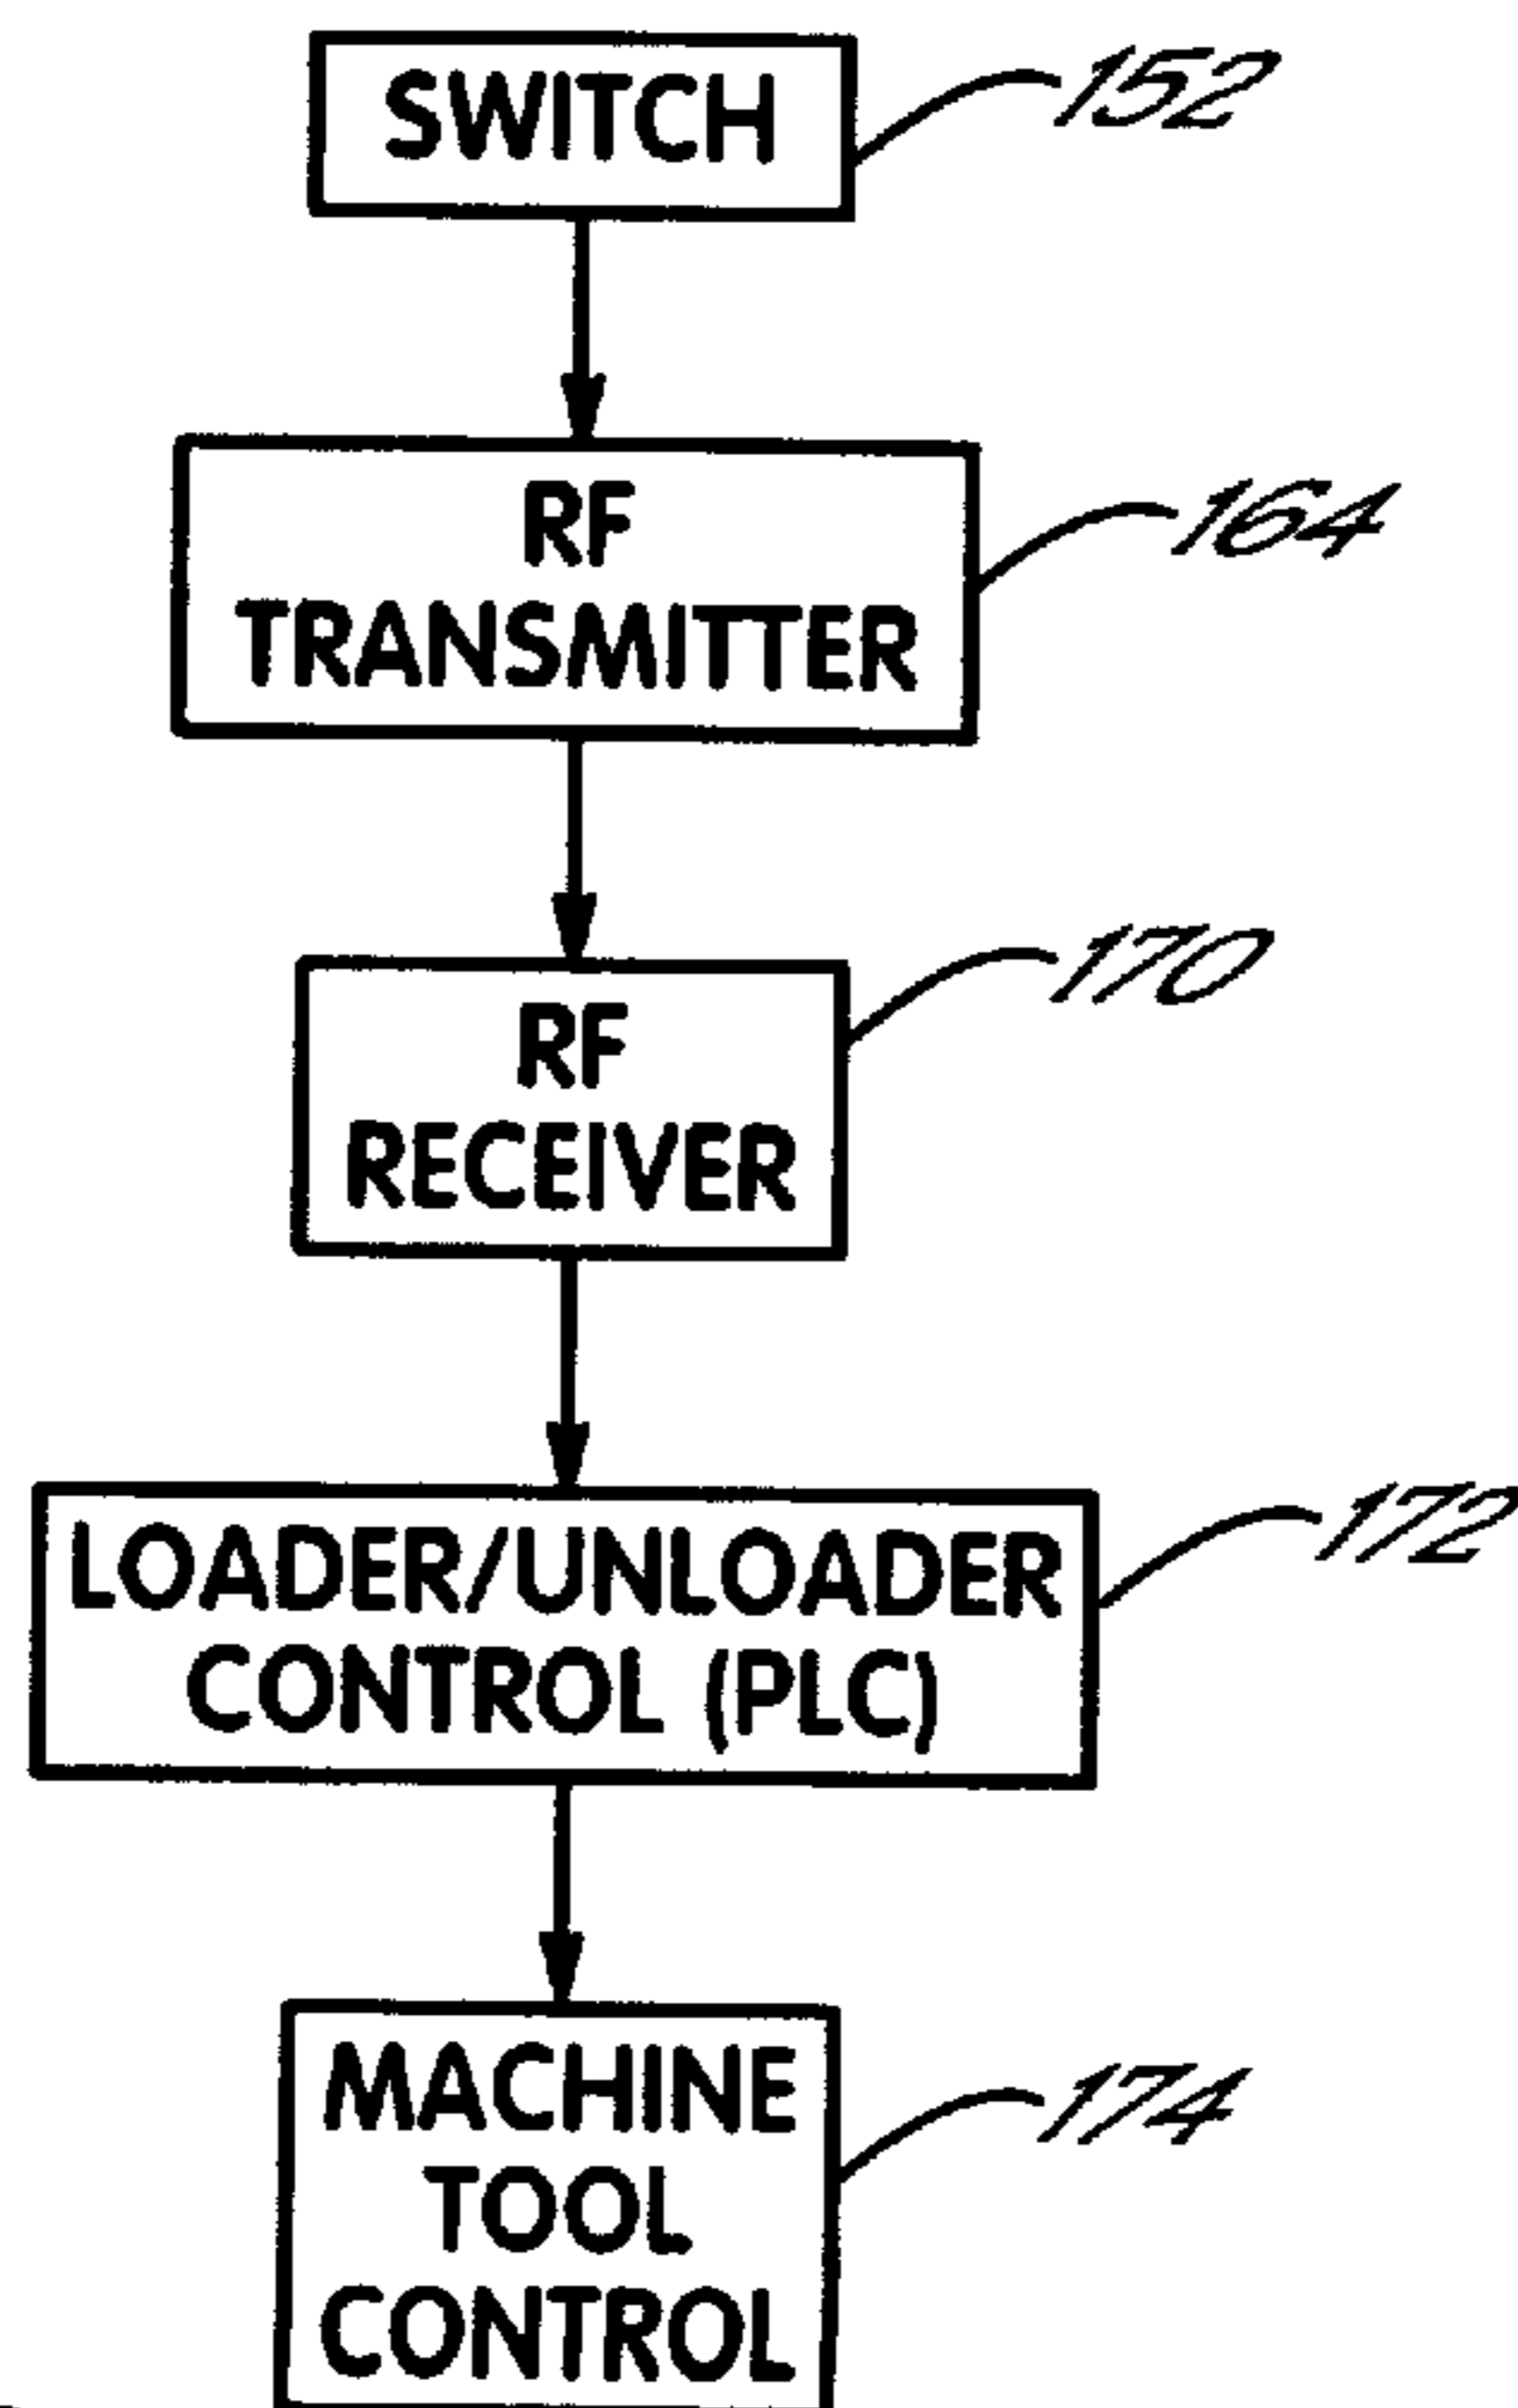 SWITCH
152
RF
TRANSMITTER
164
RF
RECEIVER
170
LOADER/UNLOADER
CONTROL (PLC)
172
MACHINE
TOOL
CONTROL
174